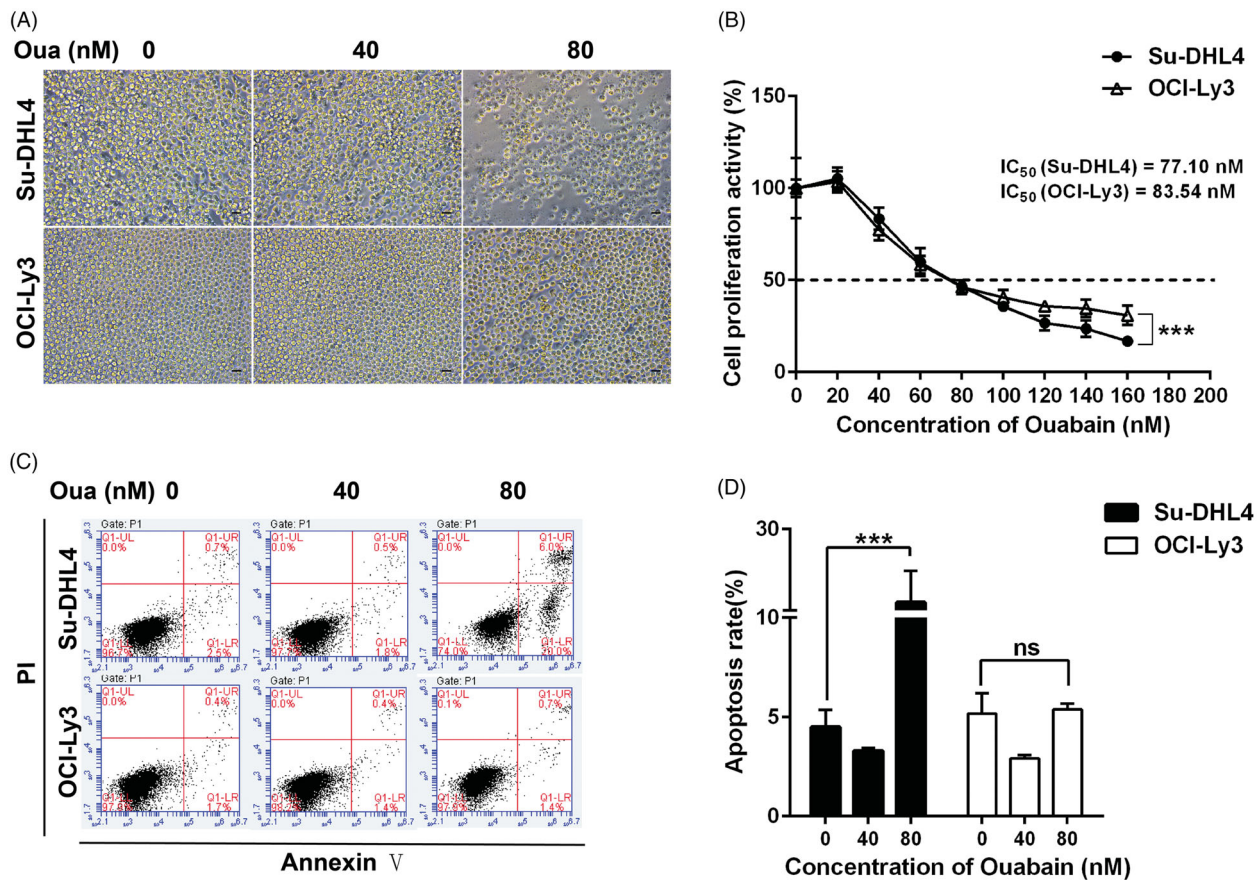 (A)
Oua (nM) 0 40 80
Su-DHL4
OCI-Ly3
(B)
Su-DHL4
OCI-Ly3
Cell proliferation activity (%)
150
100
50
0
IC50 (Su-DHL4) = 77.10 nM
IC50 (OCI-Ly3) = 83.54 nM
***
0 20 40 60 80 100 120 140 160 180 200
Concentration of Ouabain (nM)
(C)
Oua (nM) 0 40 80
PI
Su-DHL4
Gate: P1
Q1-UL
0.0%
Q1-UR
0.7%
Q1-LR
2.5%
Gate: P1
Q1-UL
0.0%
Q1-UR
0.5%
Q1-LR
1.8%
Gate: P1
Q1-UL
0.0%
Q1-UR
6.0%
74.0%
20.0%
OCI-Ly3
Gate: P1
Q1-UL
0.0%
Q1-UR
0.4%
Q1-LR
1.7%
Gate: P1
Q1-UL
0.0%
Q1-UR
0.4%
Q1-LR
1.4%
Gate: P1
Q1-UL
0.1%
Q1-UR
0.7%
Q1-LR
1.4%
Annexin V
(D)
Su-DHL4
OCI-Ly3
Apoptosis rate(%)
30
10
5
0
***
ns
0 40 80 0 40 80
Concentration of Ouabain (nM)